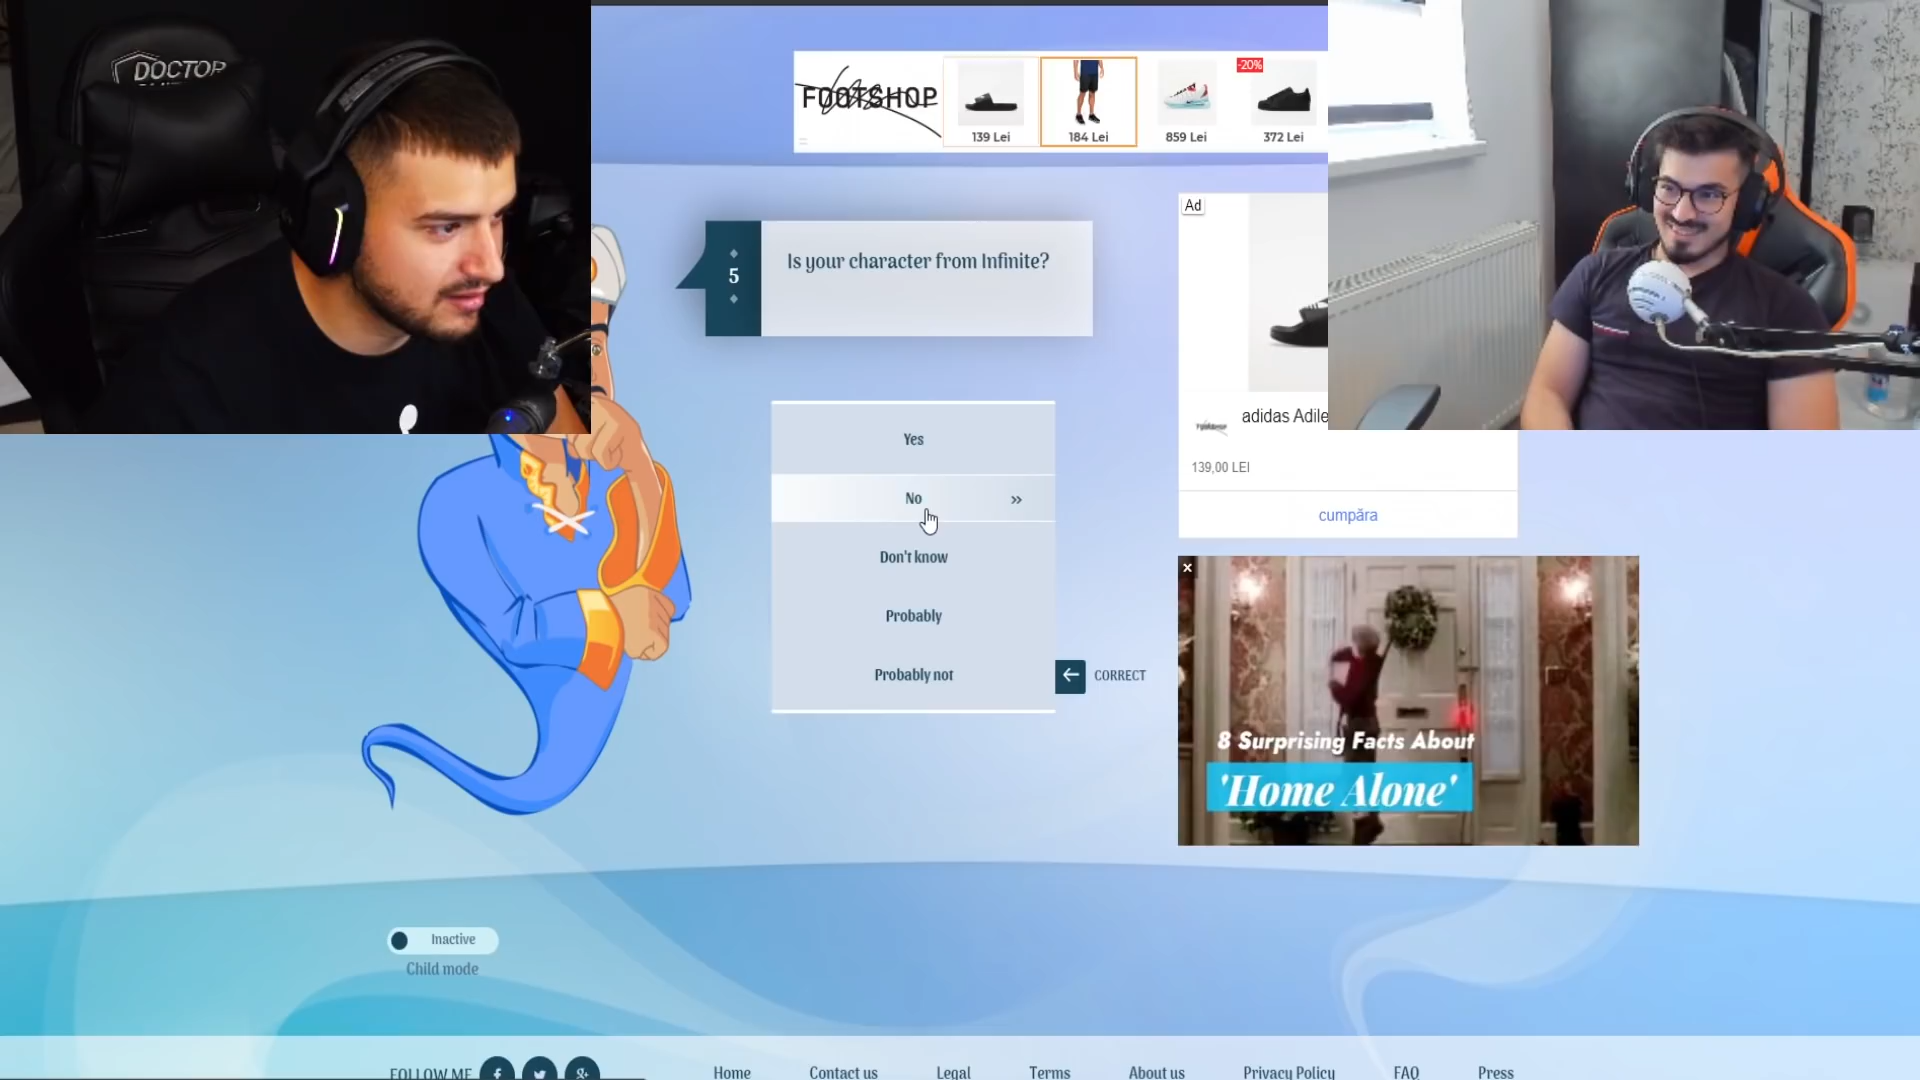 DOCTOR
FOOTSHOP
139 Lei
184 Lei
859 Lei
-20%
372 Lei
5
Is your character from Infinite?
Ad
adidas Adile
139,00 LEI
cumpăra
Yes
No
Don't know
Probably
Probably not
CORRECT
8 Surprising Facts About
'Home Alone'
Inactive
Child mode
FOLLOW ME
Home
Contact us
Legal
Terms
About us
Privacy Policy
FAQ
Press